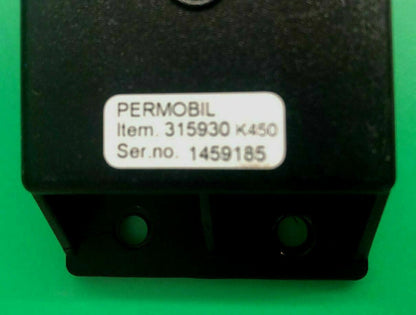 PERMOBIL
Item. 315930 K450
Ser.no. 1459185